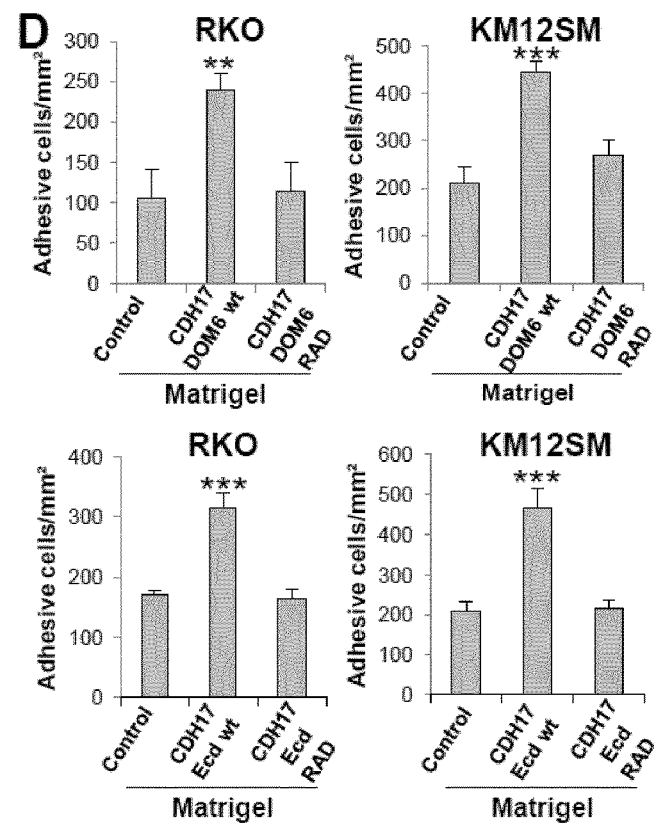 D
RKO
Adhesive cells/mm²
300
250
200
150
100
50
0
**
Control
CDH17
DOM6 wt
CDH17
DOM6
RAD
Matrigel
KM12SM
Adhesive cells/mm²
500
400
300
200
100
0
***
Control
CDH17
DOM6 wt
CDH17
DOM6
RAD
Matrigel
RKO
Adhesive cells/mm²
400
300
200
100
0
***
Control
CDH17
Ecd wt
CDH17
Ecd
RAD
Matrigel
KM12SM
Adhesive cells/mm²
600
500
400
300
200
100
0
***
Control
CDH17
Ecd wt
CDH17
Ecd
RAD
Matrigel